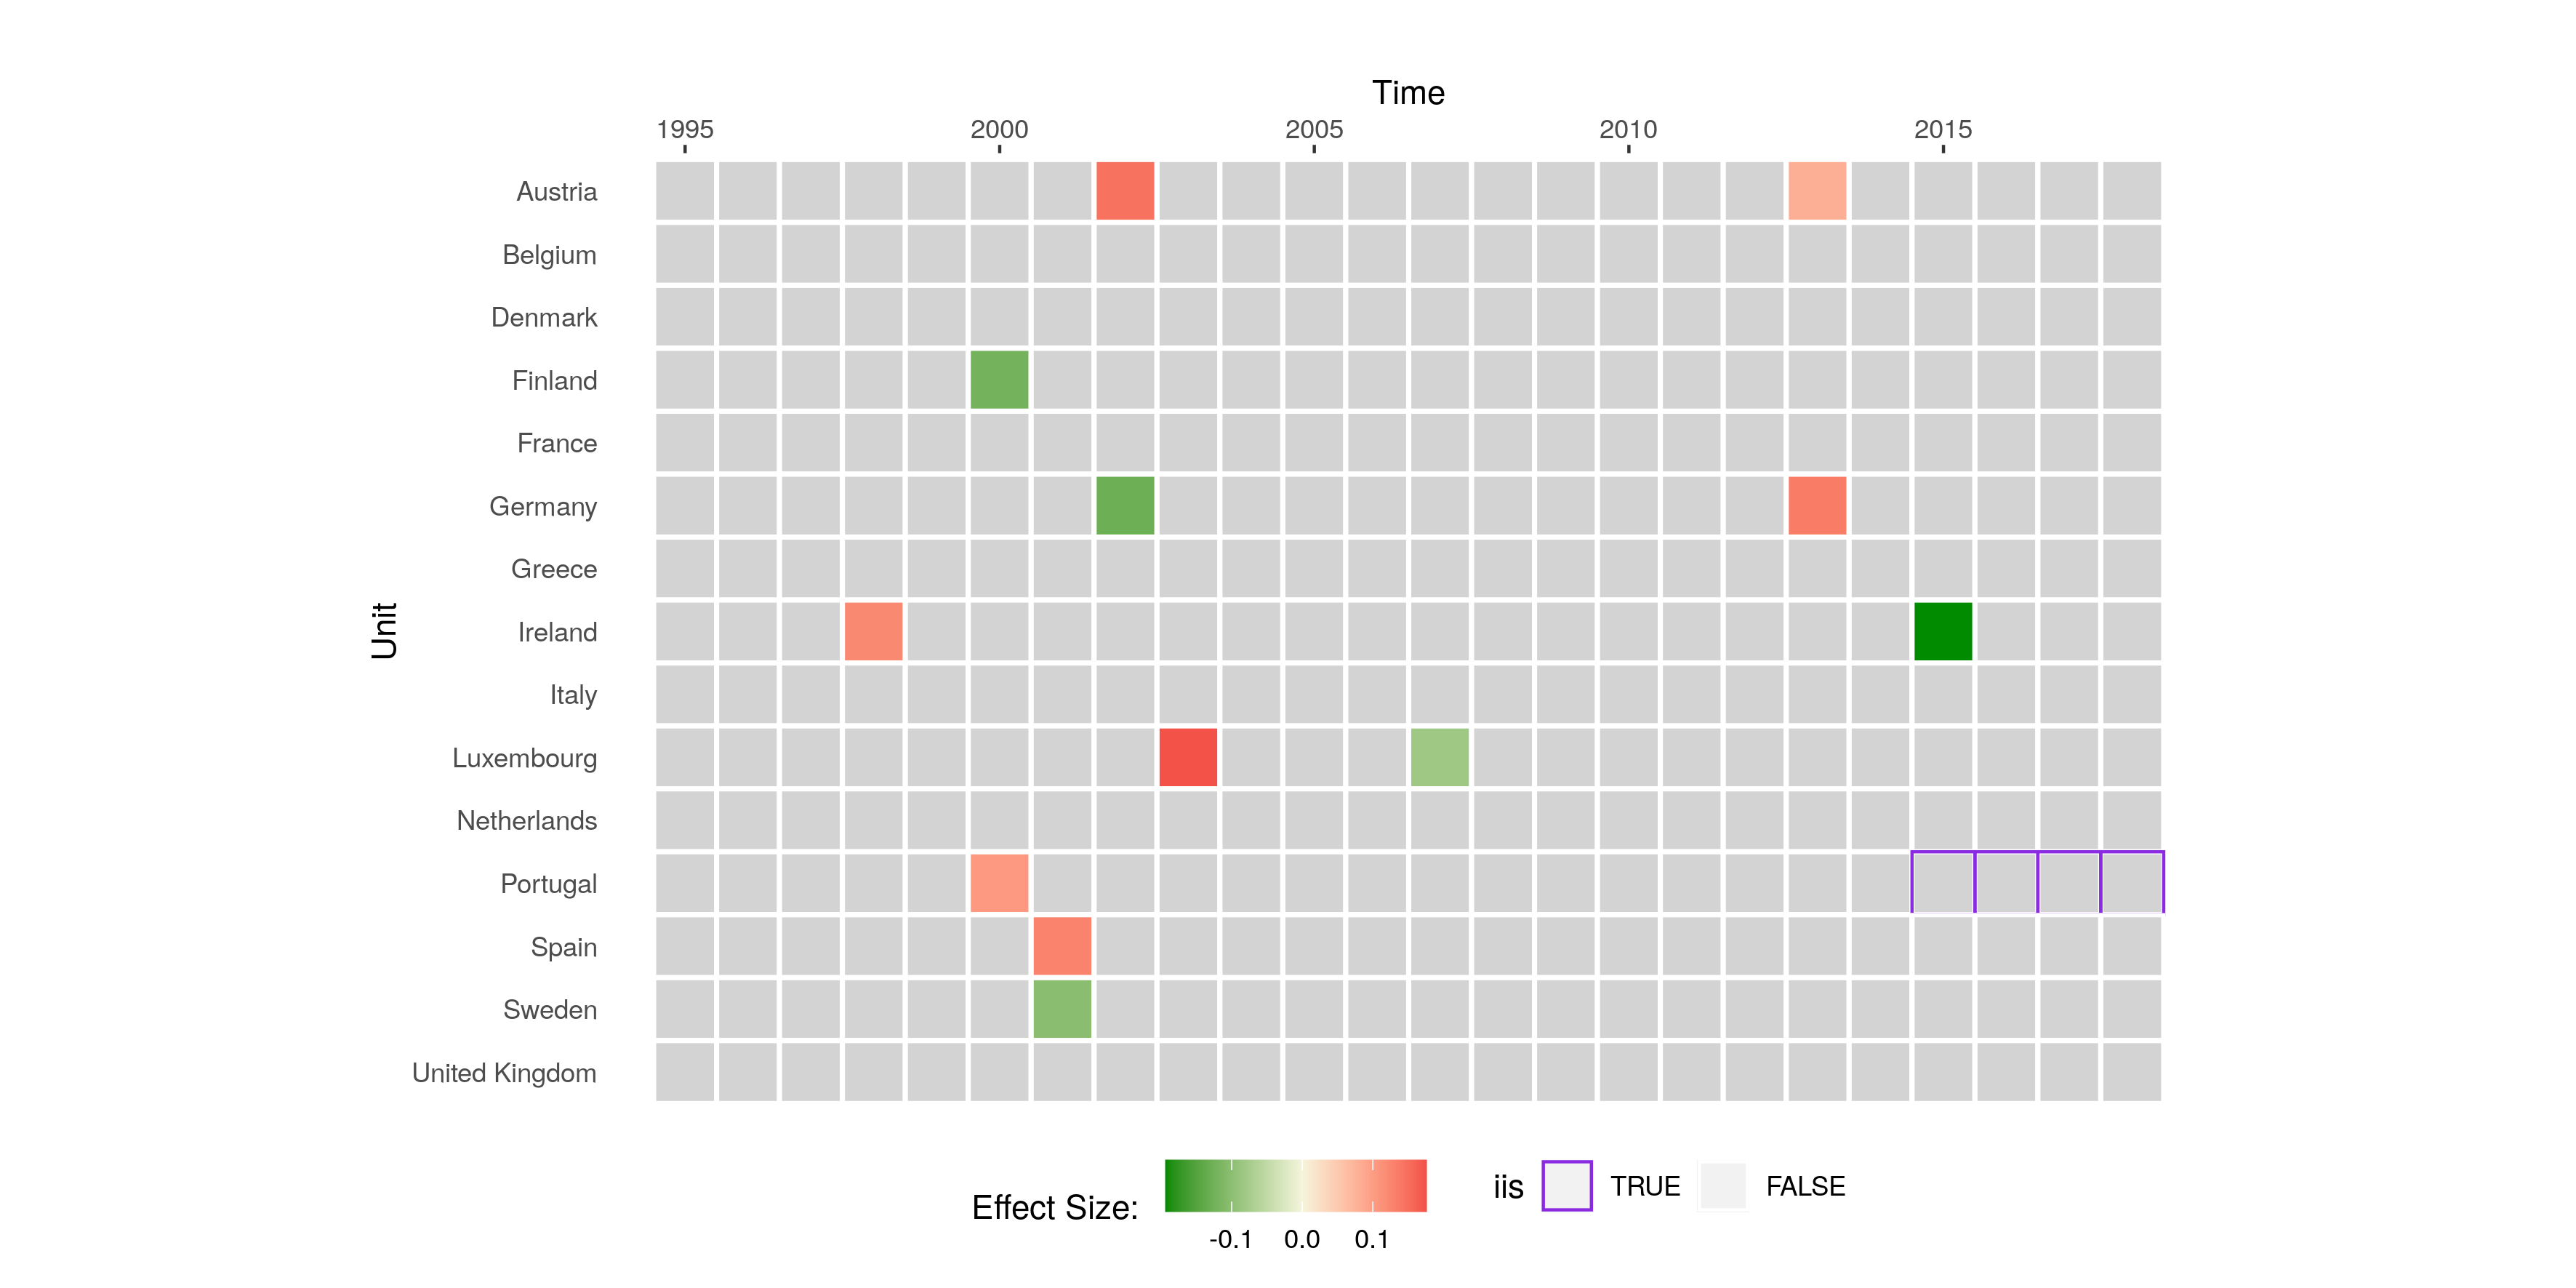 Time
1995 2000 2005 2010 2015
Austria
Belgium
Denmark
Finland
France
Germany
Greece
Unit
Ireland
Italy
Luxembourg
Netherlands
Portugal
Spain
Sweden
United Kingdom
Effect Size:
-0.1 0.0 0.1
iis TRUE FALSE